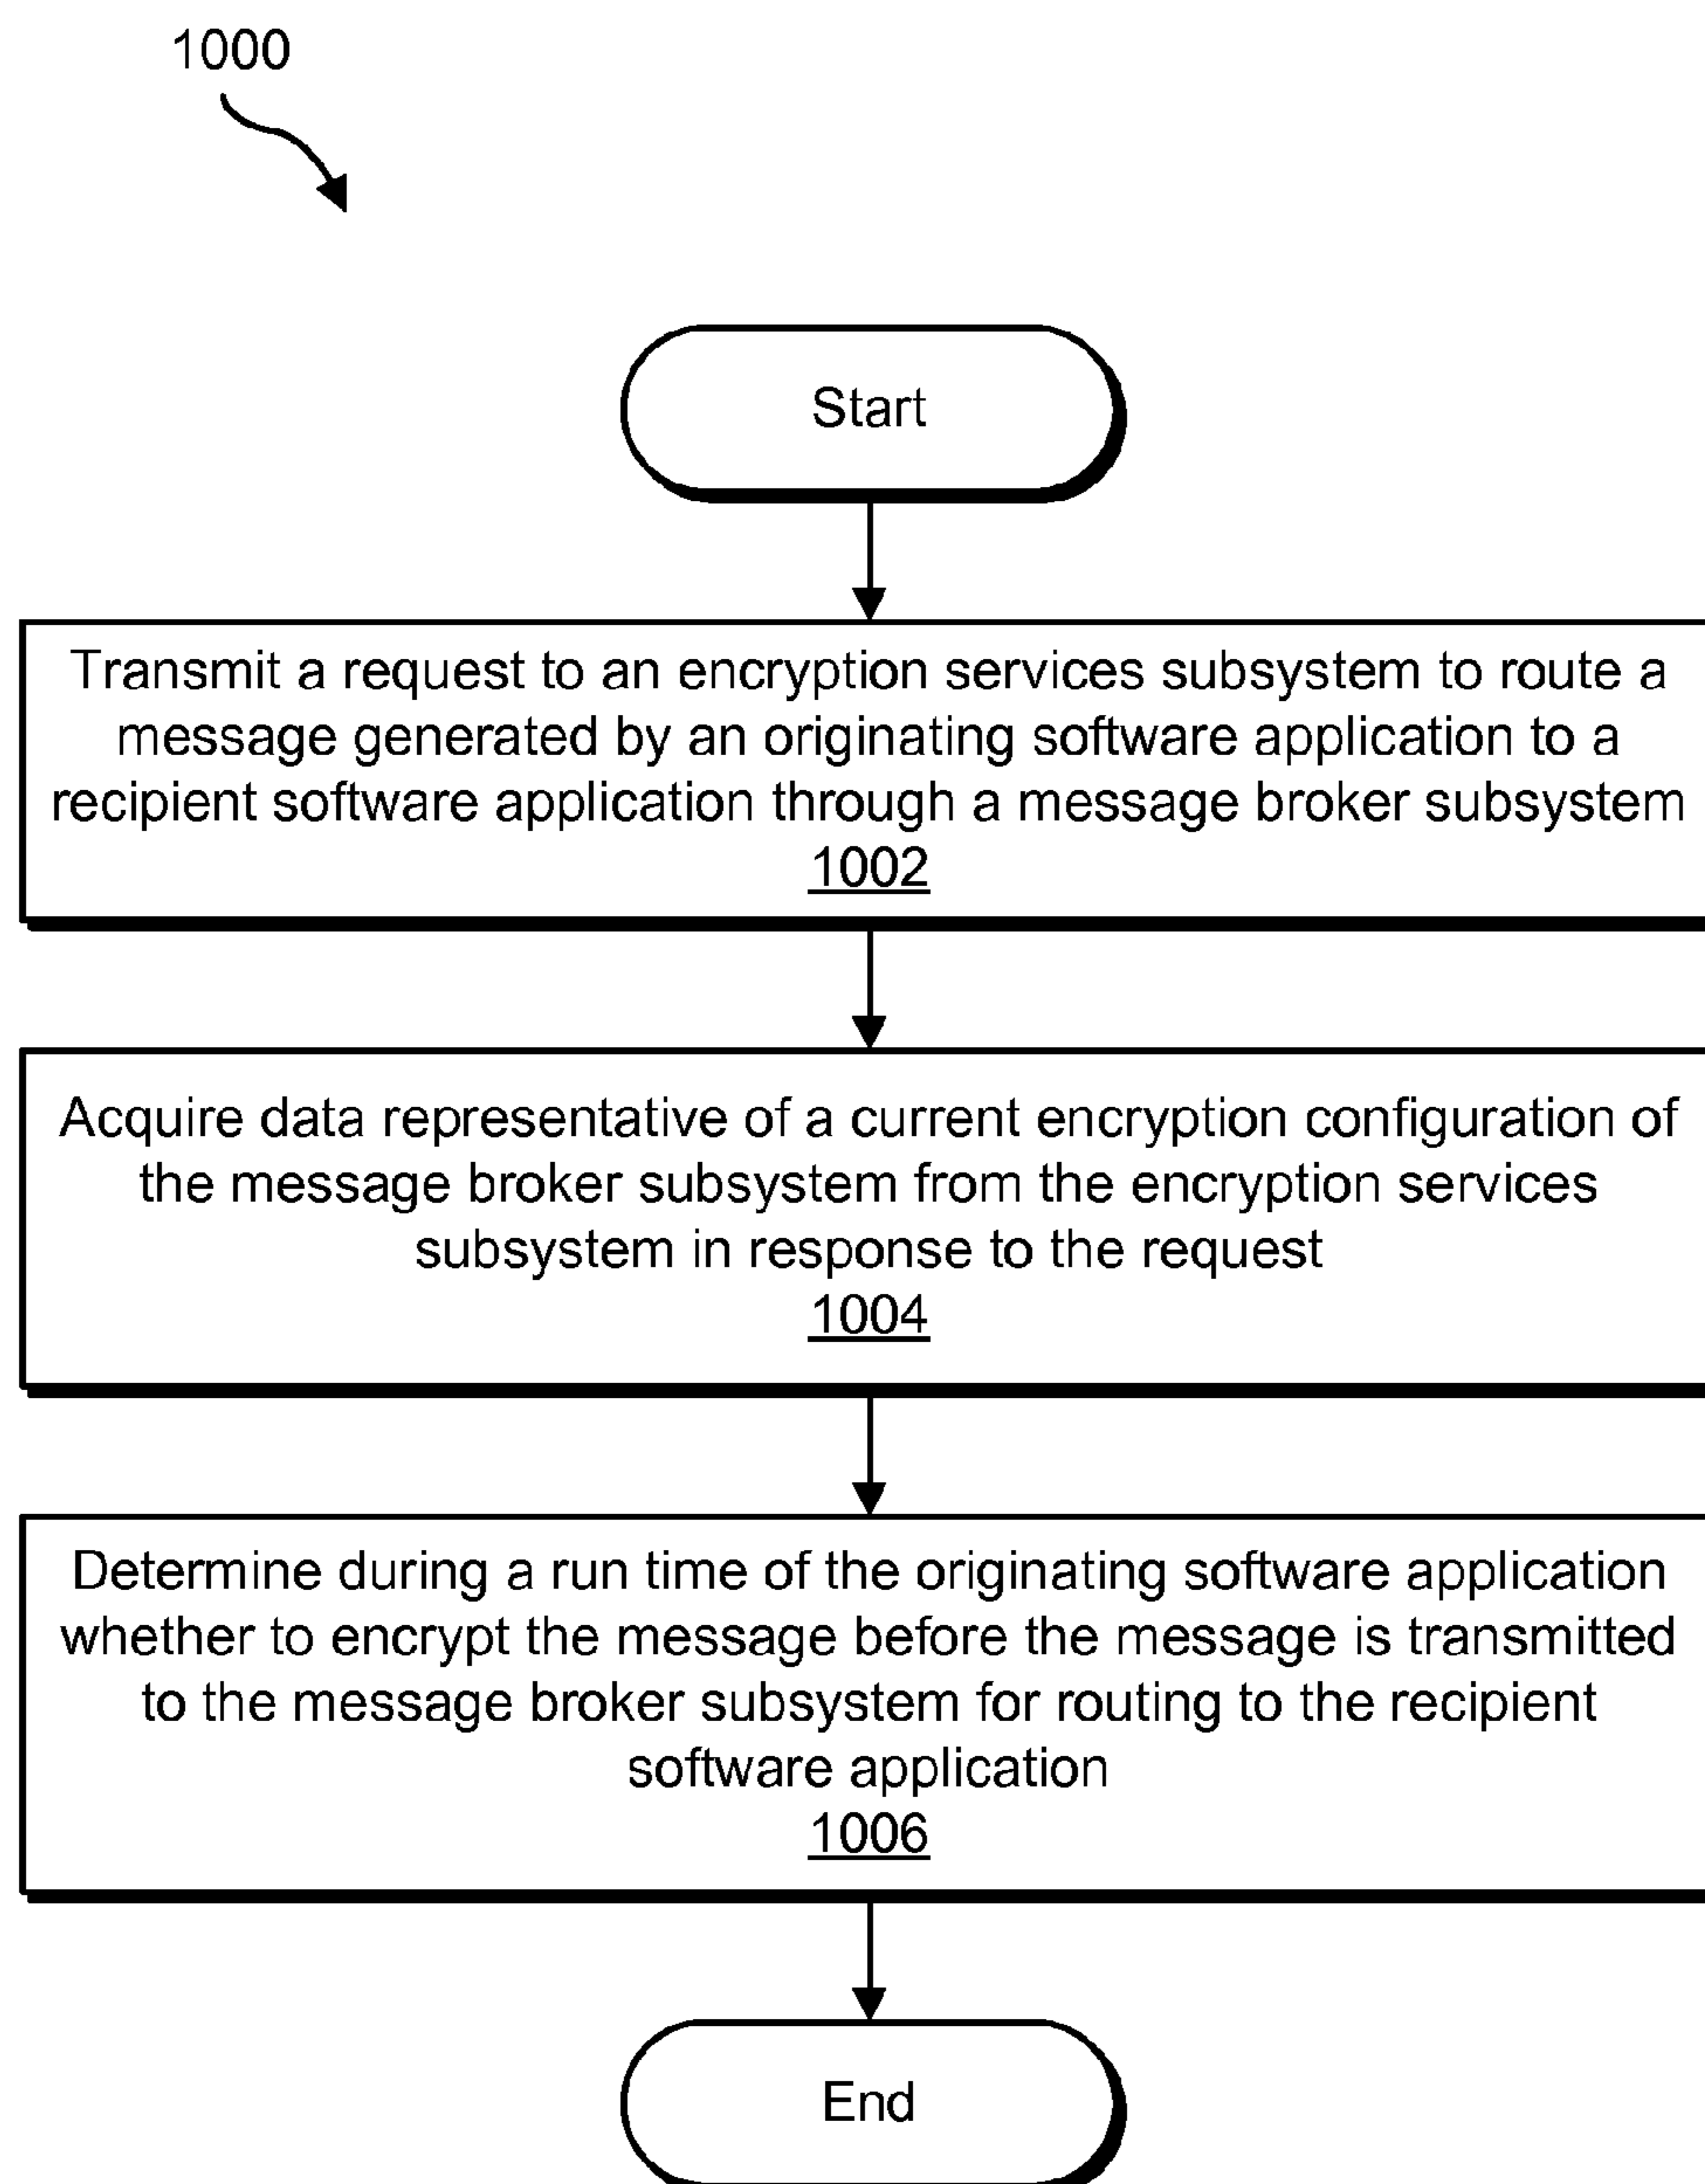 1000
Start
Transmit a request to an encryption services subsystem to route a
message generated by an originating software application to a
recipient software application through a message broker subsystem
1002
Acquire data representative of a current encryption configuration of
the message broker subsystem from the encryption services
subsystem in response to the request
1004
Determine during a run time of the originating software application
whether to encrypt the message before the message is transmitted
to the message broker subsystem for routing to the recipient
software application
1006
End